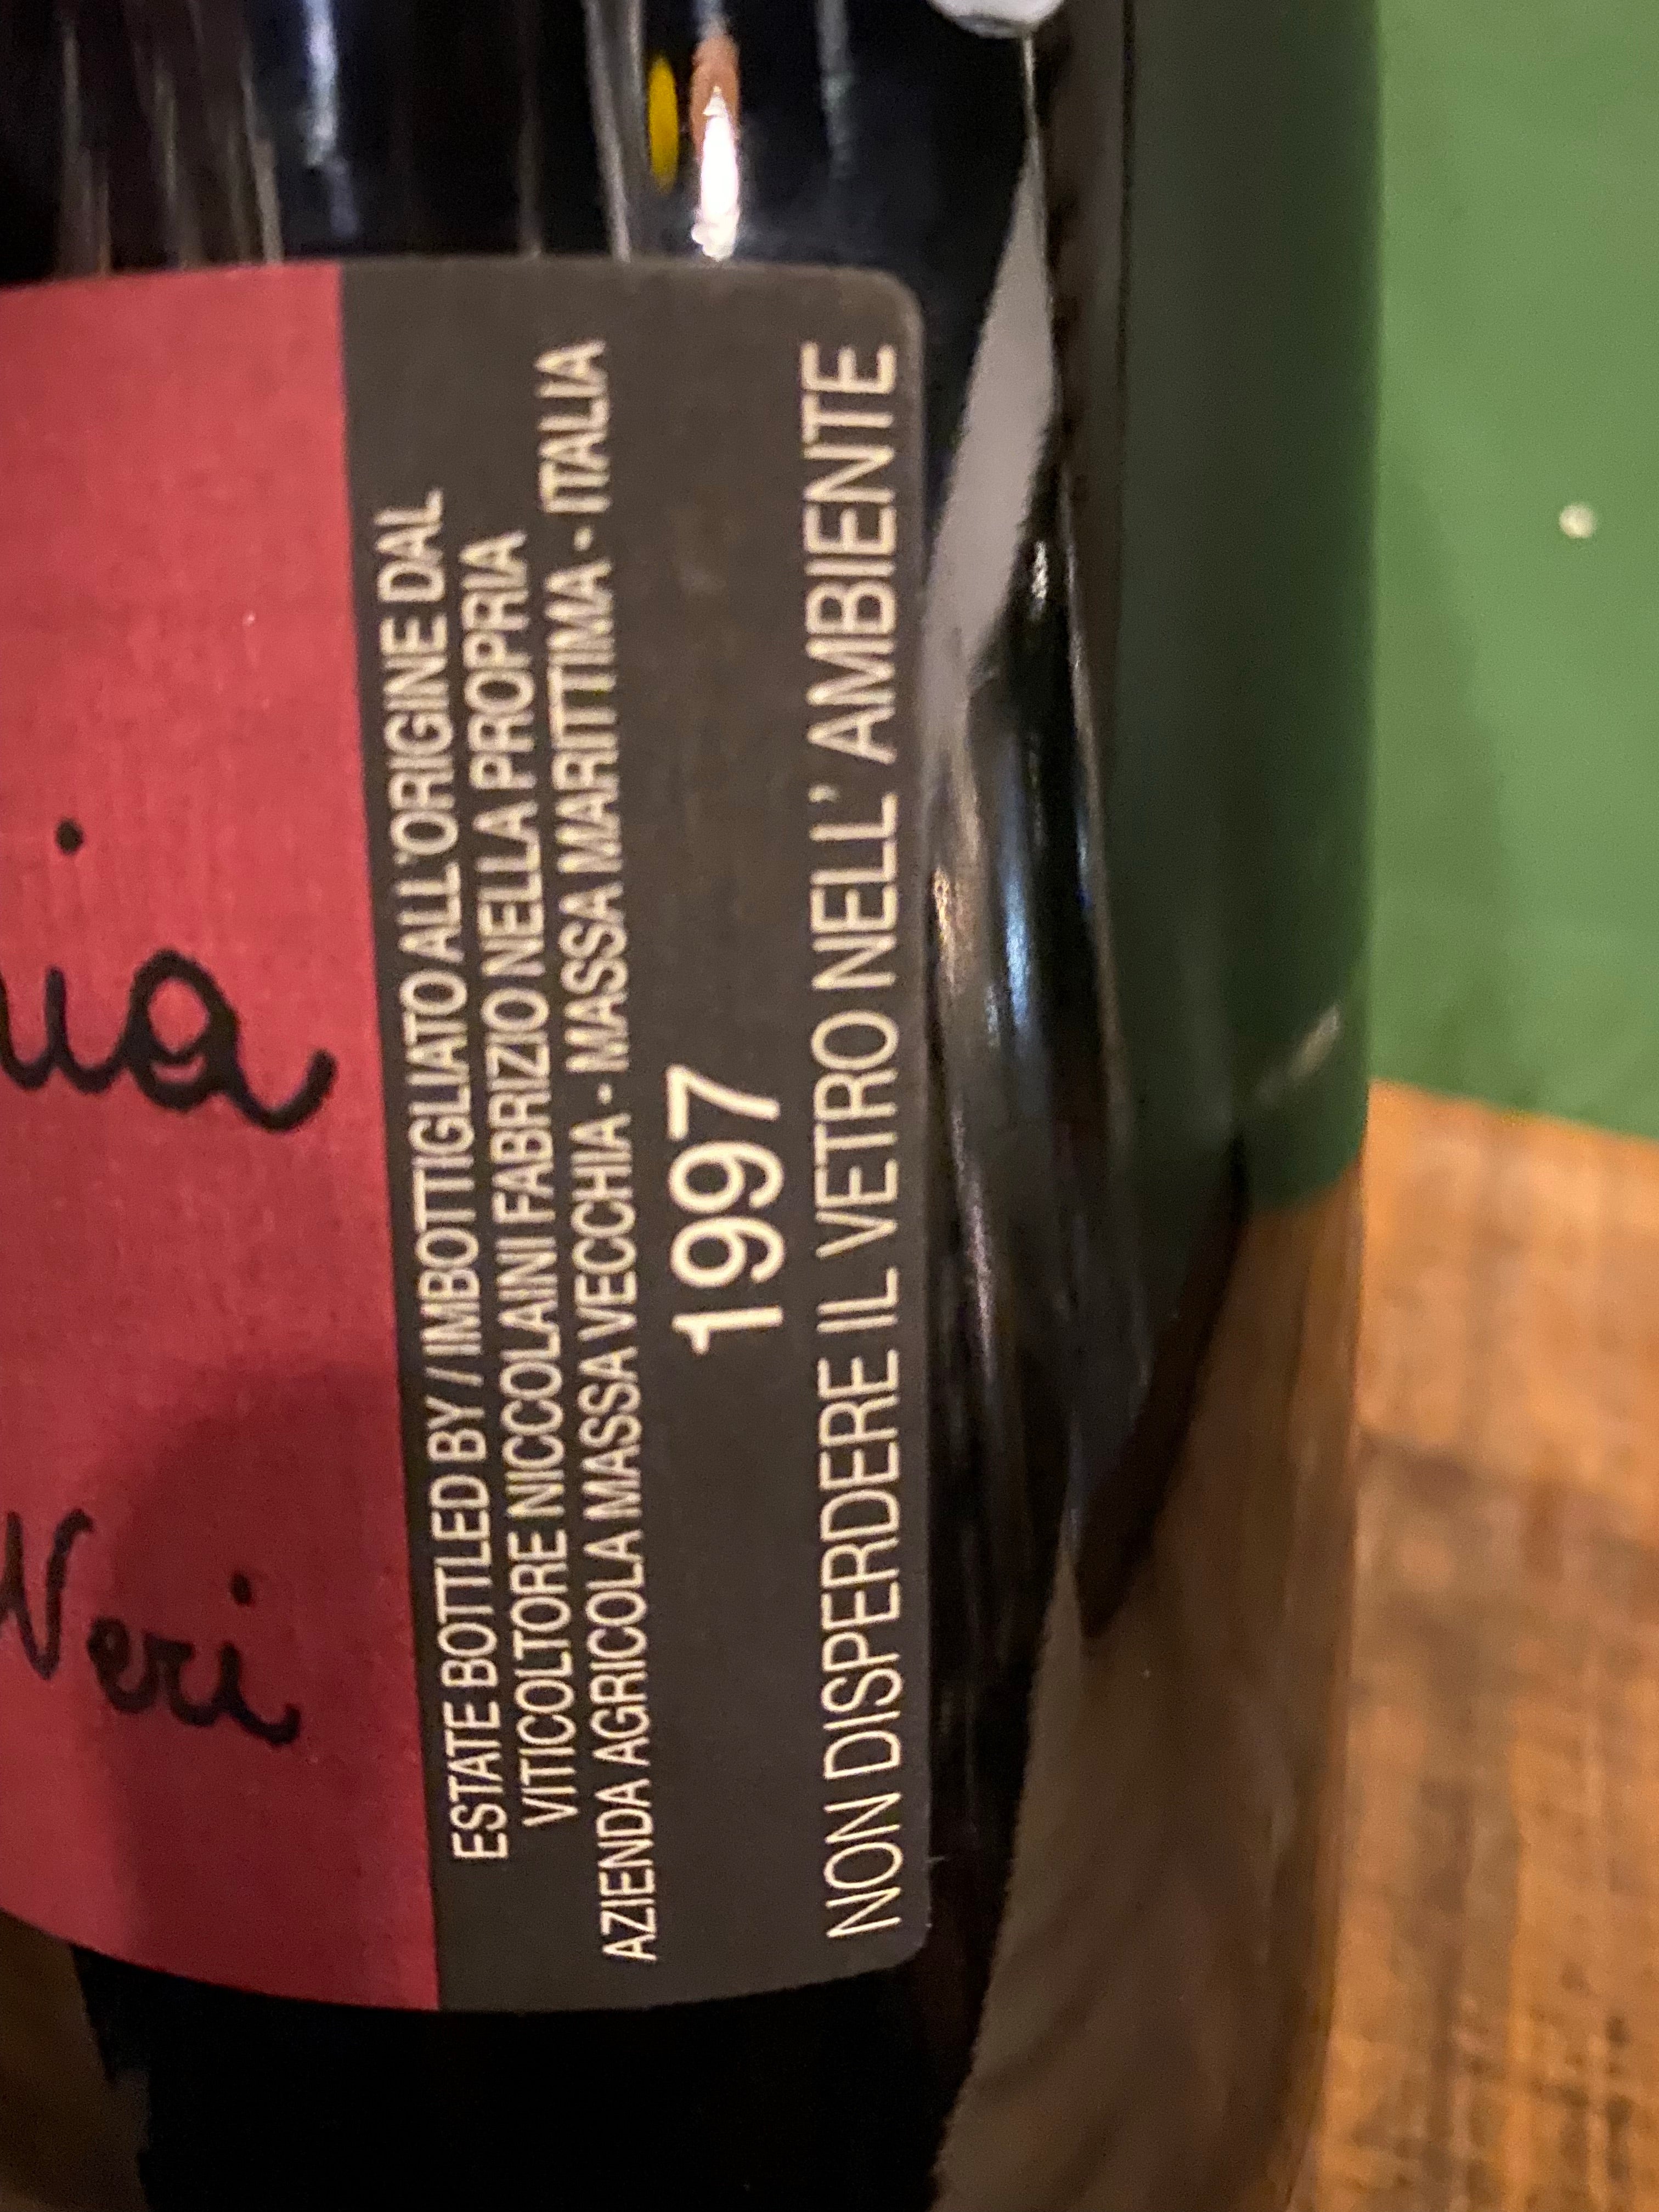 Neri
ESTATE BOTTLED BY / IMBOTTIGLIATO ALL'ORIGINE DAL
VITICOLTORE NICCOLAINI FABRIZIO NELLA PROPRIA
AZIENDA AGRICOLA MASSA VECCHIA - MASSA MARITTIMA - ITALIA
1997
NON DISPERDERE IL VETRO NELL' AMBIENTE